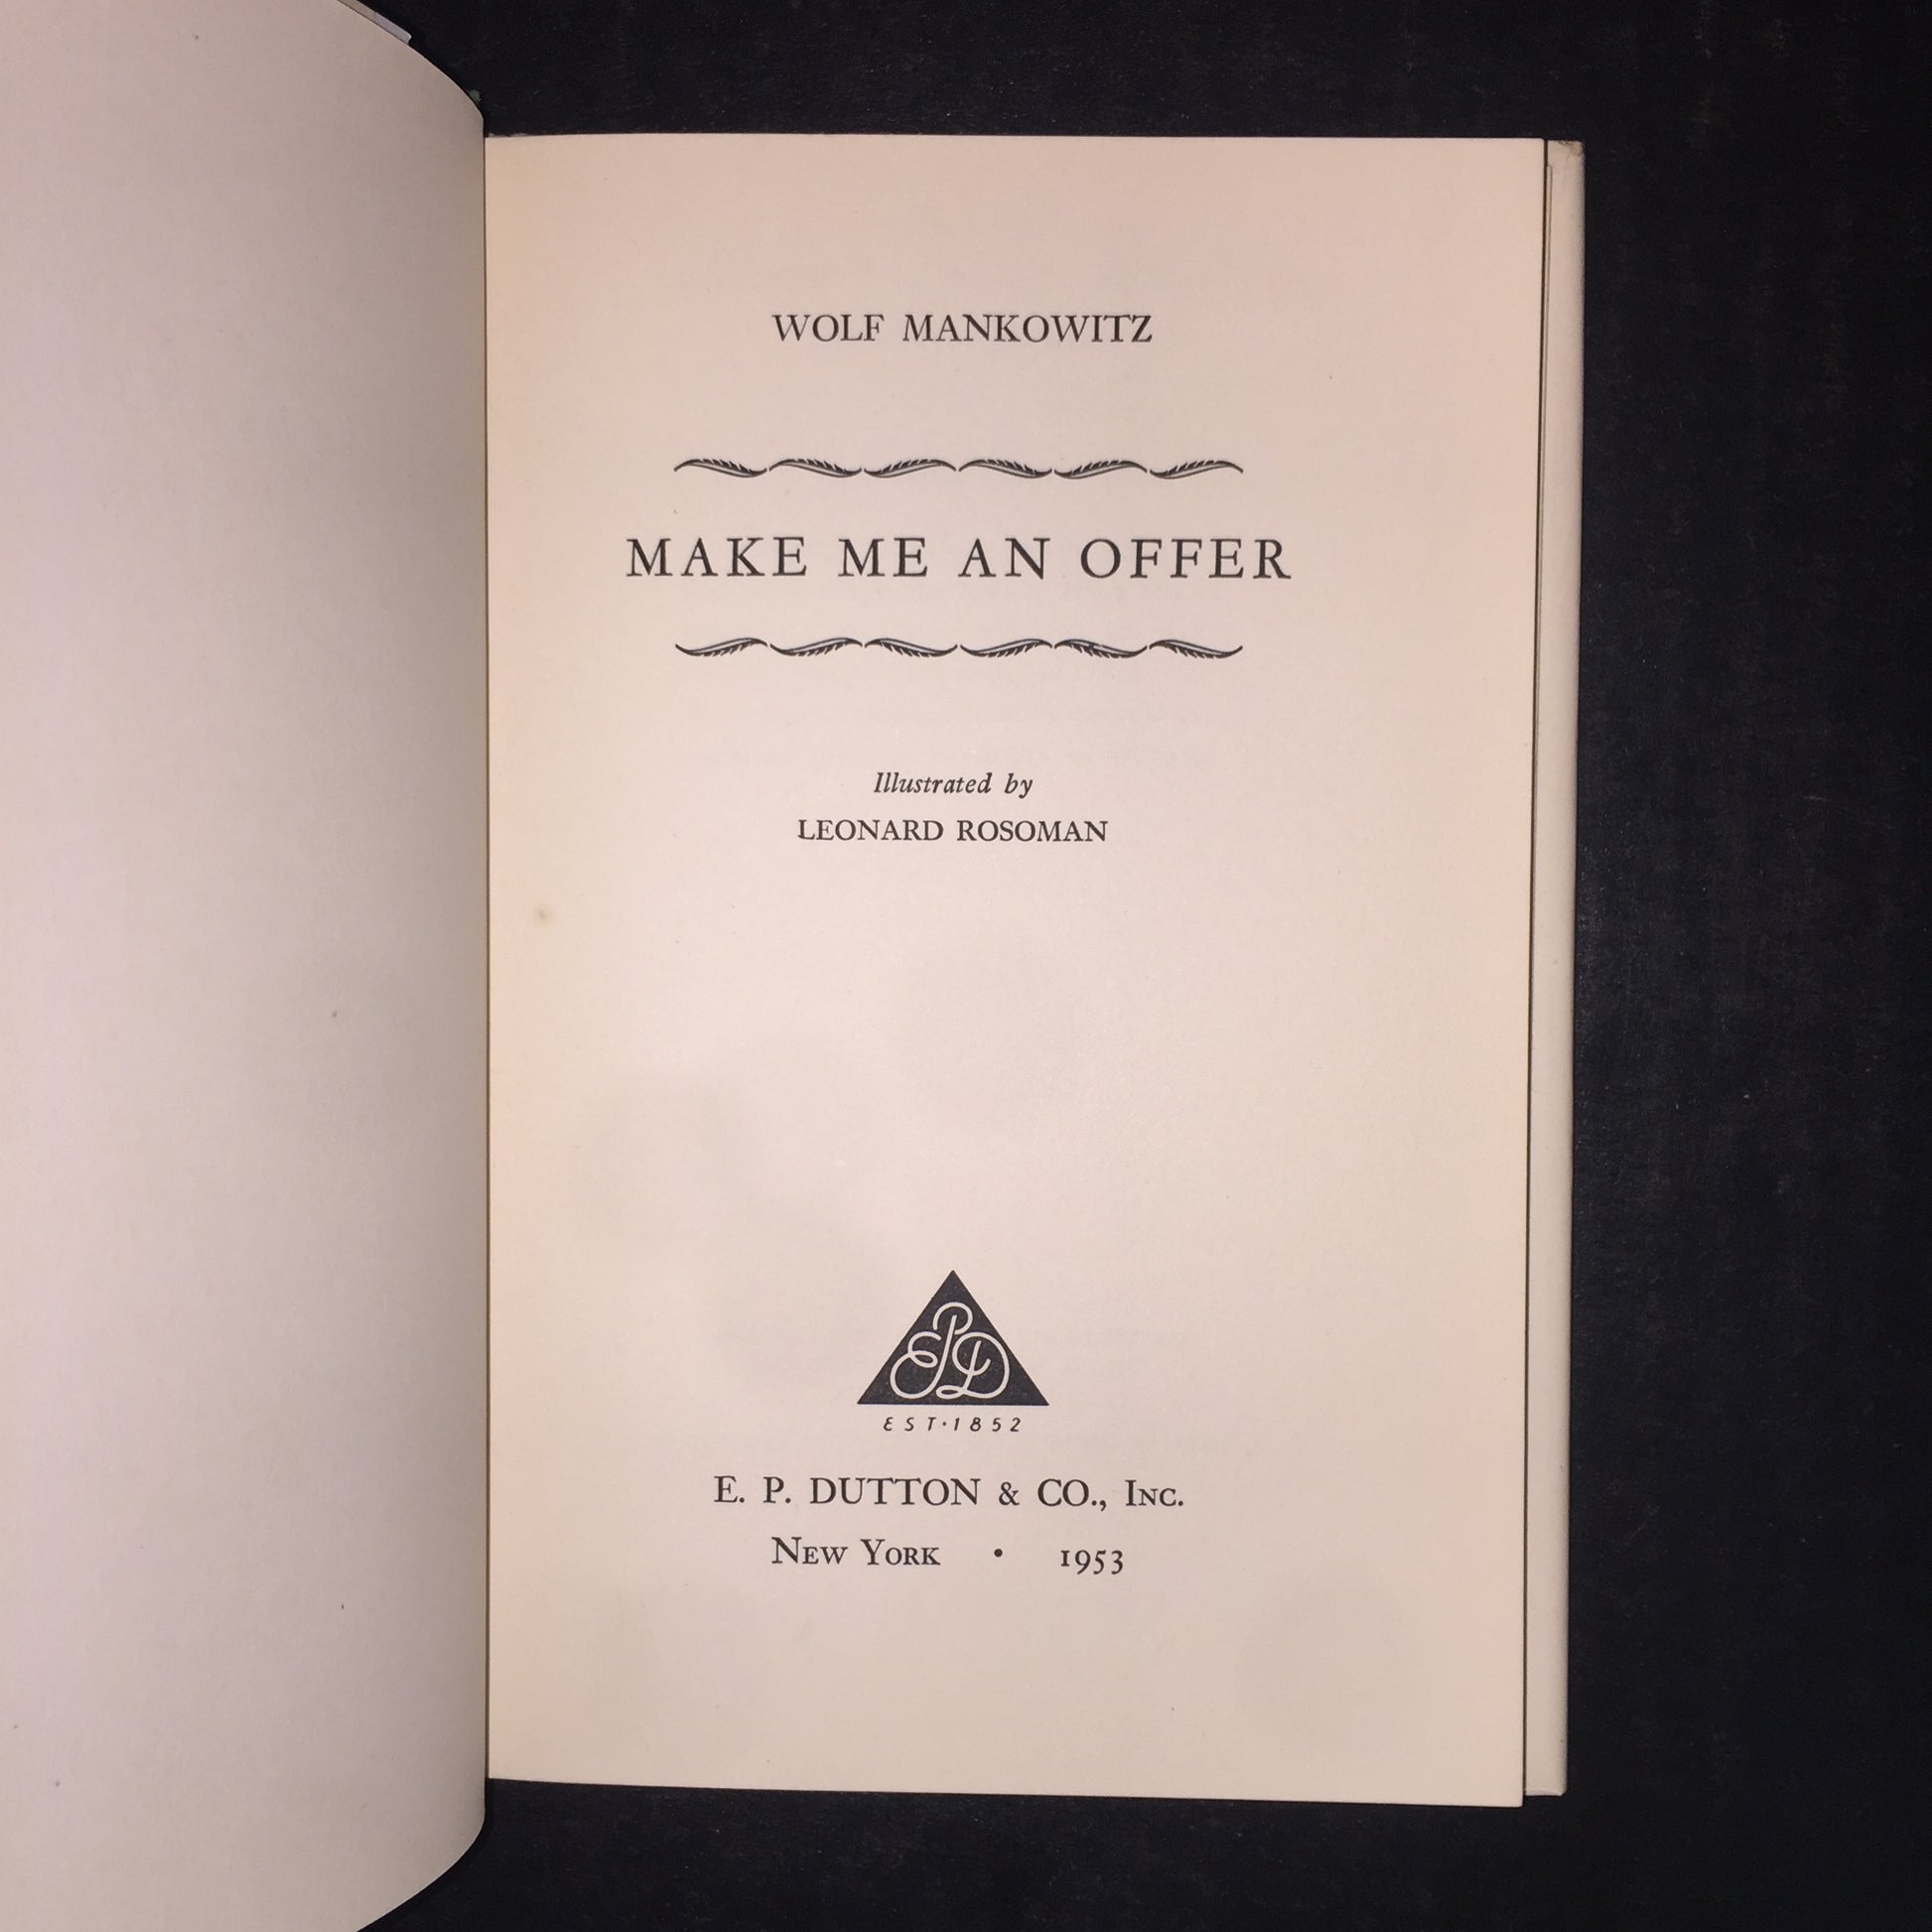 WOLF MANKOWITZ
MAKE ME AN OFFER
Illustrated by
LEONARD ROSOMAN
EPD
EST·1852
E. P. DUTTON & CO., INC.
NEW YORK • 1953